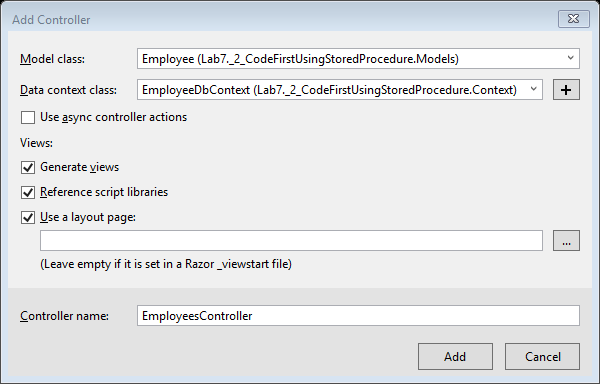 Add Controller
Model class: Employee (Lab7._2_CodeFirstUsingStoredProcedure.Models)
Data context class: EmployeeDbContext (Lab7._2_CodeFirstUsingStoredProcedure.Context) +
Use async controller actions
Views:
Generate views
Reference script libraries
Use a layout page:
...
(Leave empty if it is set in a Razor _viewstart file)
Controller name: EmployeesController
Add Cancel